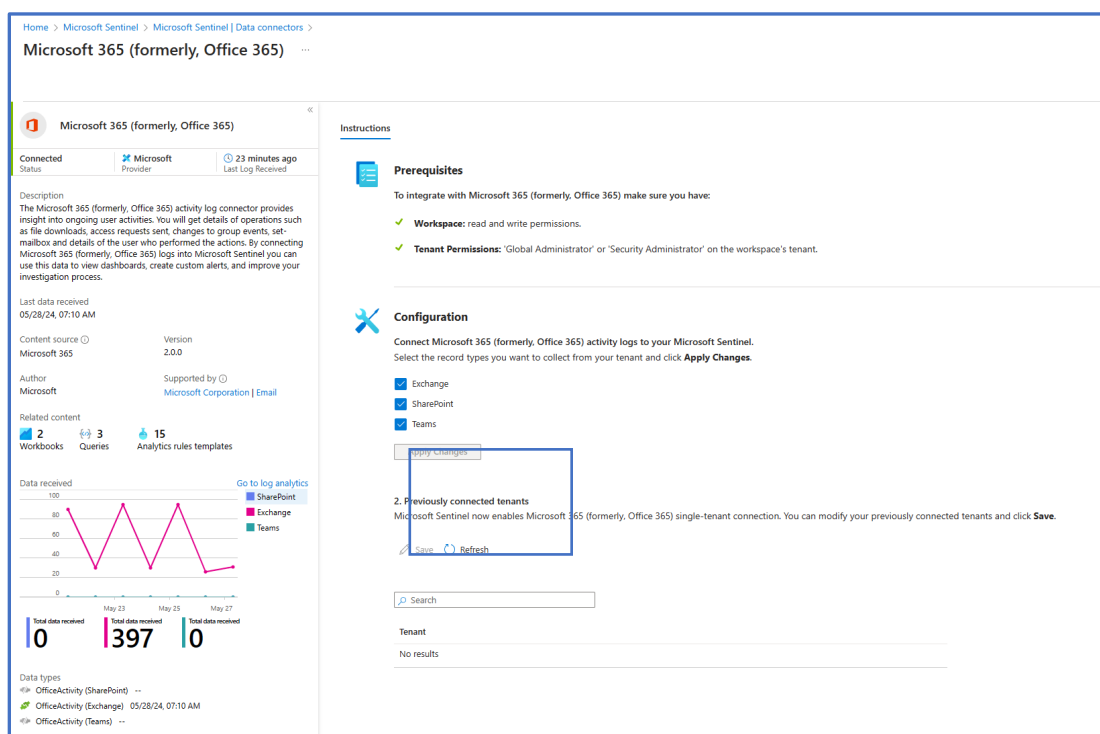 Home > Microsoft Sentinel > Microsoft Sentinel | Data connectors >
Microsoft 365 (formerly, Office 365) ...
«
Microsoft 365 (formerly, Office 365)
Connected
Status
Microsoft
Provider
23 minutes ago
Last Log Received
Description
The Microsoft 365 (formerly, Office 365) activity log connector provides
insight into ongoing user activities. You will get details of operations such
as file downloads, access requests sent, changes to group events, set-
mailbox and details of the user who performed the actions. By connecting
Microsoft 365 (formerly, Office 365) logs into Microsoft Sentinel you can
use this data to view dashboards, create custom alerts, and improve your
investigation process.
Last data received
05/28/24, 07:10 AM
Content source
Microsoft 365
Version
2.0.0
Author
Microsoft
Supported by
Microsoft Corporation | Email
Related content
2
Workbooks
3
Queries
15
Analytics rules templates
Data received
Go to log analytics
100
80
60
40
20
0
May 23 May 25 May 27
SharePoint
Exchange
Teams
Total data received
0
Total data received
397
Total data received
0
Data types
OfficeActivity (SharePoint) --
OfficeActivity (Exchange) 05/28/24, 07:10 AM
OfficeActivity (Teams) --
Instructions
Prerequisites
To integrate with Microsoft 365 (formerly, Office 365) make sure you have:
Workspace: read and write permissions.
Tenant Permissions: 'Global Administrator' or 'Security Administrator' on the workspace's tenant.
Configuration
Connect Microsoft 365 (formerly, Office 365) activity logs to your Microsoft Sentinel.
Select the record types you want to collect from your tenant and click Apply Changes.
Exchange
SharePoint
Teams
Apply Changes
2. Previously connected tenants
Microsoft Sentinel now enables Microsoft 365 (formerly, Office 365) single-tenant connection. You can modify your previously connected tenants and click Save.
Save Refresh
Search
Tenant
No results